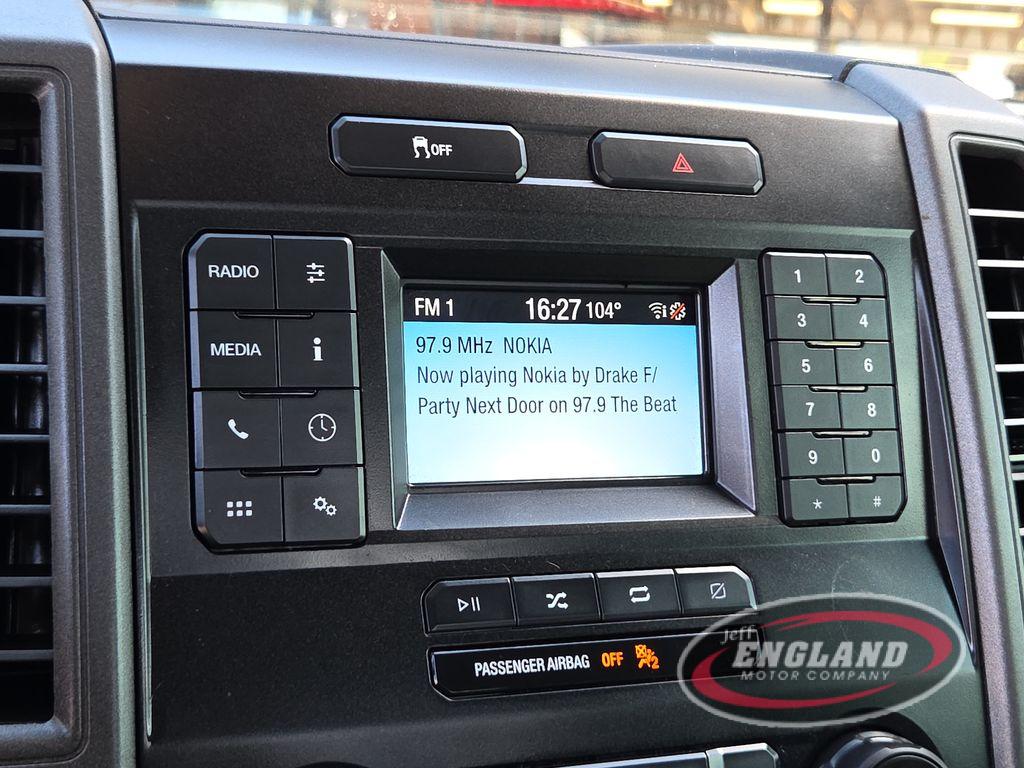 OFF
RADIO
MEDIA
FM 1 16:27 104°
97.9 MHz NOKIA
Now playing Nokia by Drake F/
Party Next Door on 97.9 The Beat
1 2
3 4
5 6
7 8
9 0
* #
PASSENGER AIRBAG OFF 2
Jeff
ENGLAND
MOTOR COMPANY